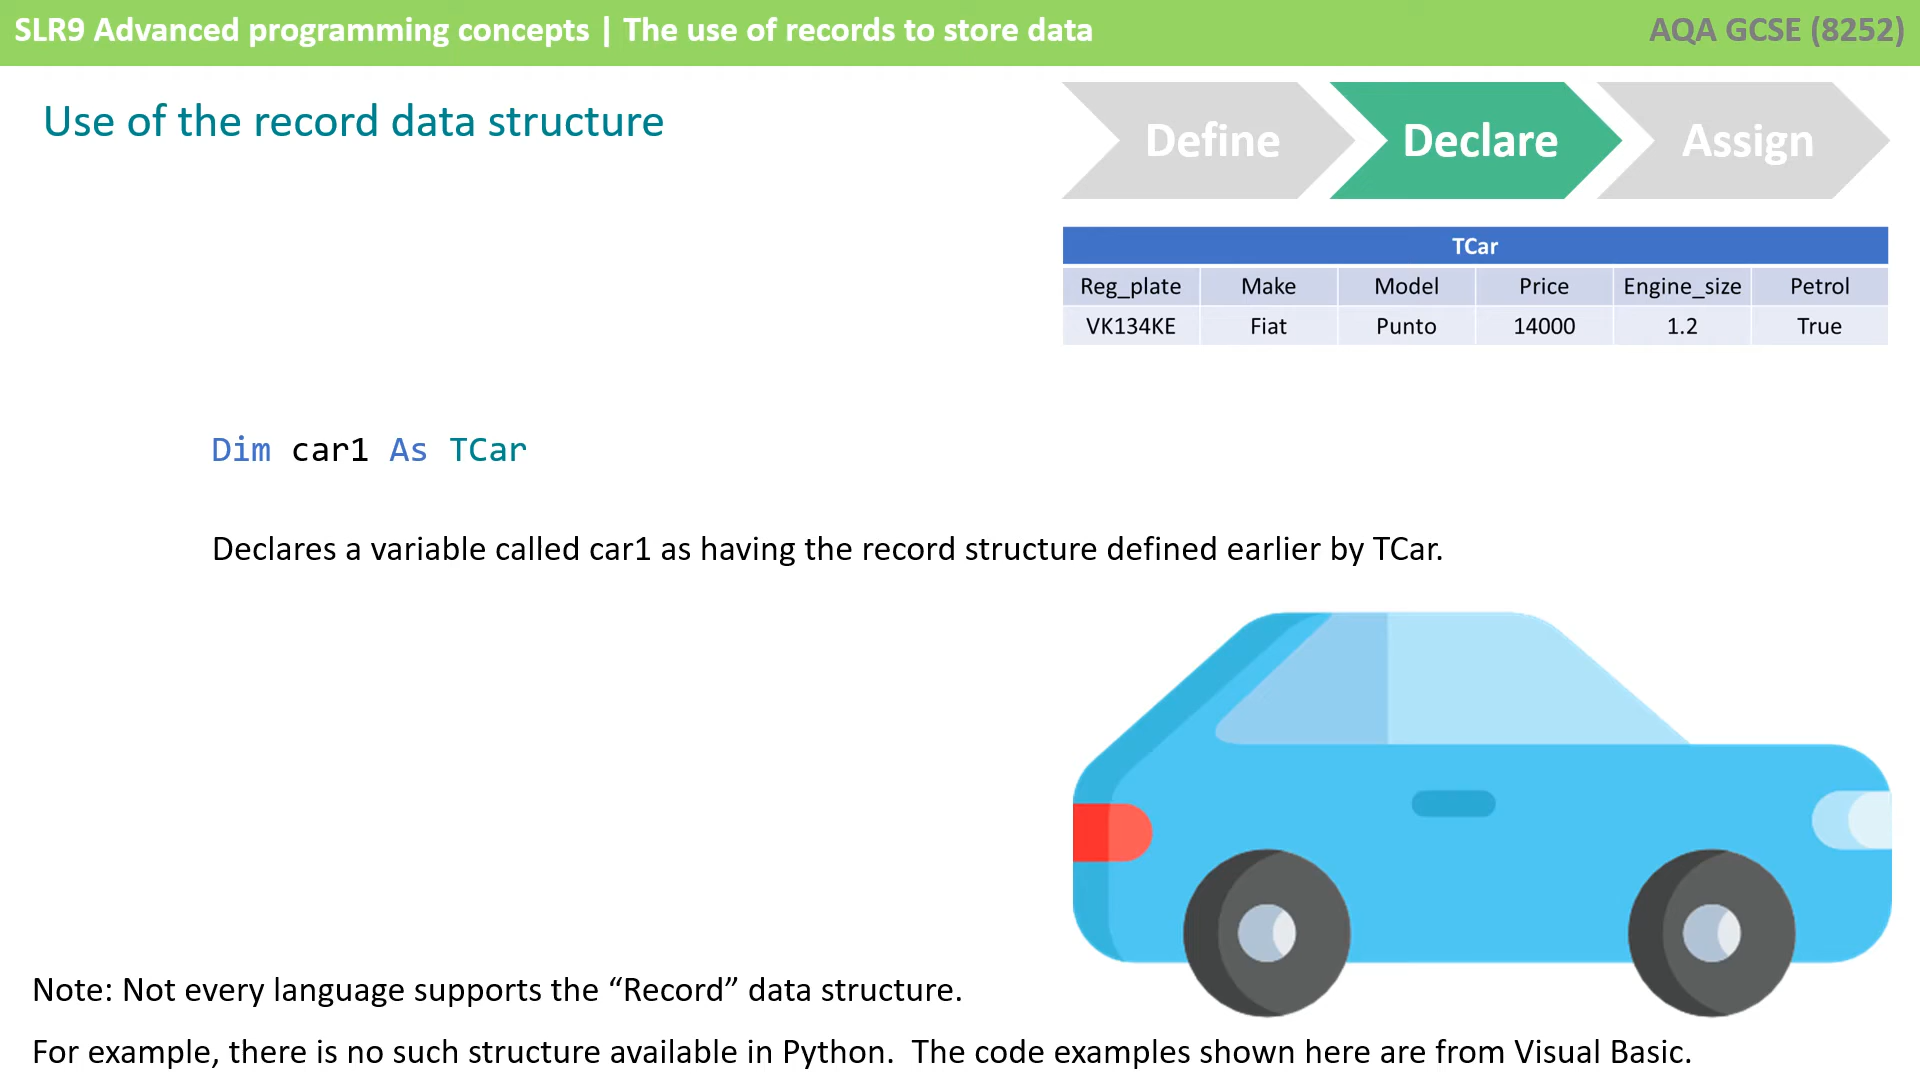 SLR9 Advanced programming concepts | The use of records to store data
AQA GCSE (8252)
Use of the record data structure
Define
Declare
Assign
TCar
Reg_plate Make Model Price Engine_size Petrol
VK134KE Fiat Punto 14000 1.2 True
Dim car1 As TCar
Declares a variable called car1 as having the record structure defined earlier by TCar.
Note: Not every language supports the “Record” data structure.
For example, there is no such structure available in Python.  The code examples shown here are from Visual Basic.